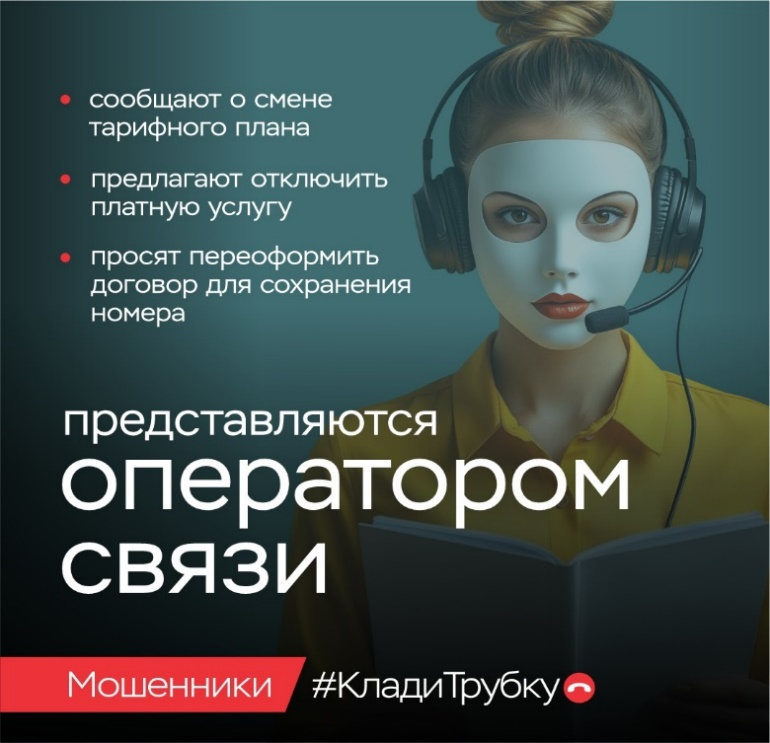 сообщают о смене
тарифного плана
предлагают отключить
платную услугу
просят переоформить
договор для сохранения
номера
представляются
оператором
связи
Мошенники #КладиТрубку